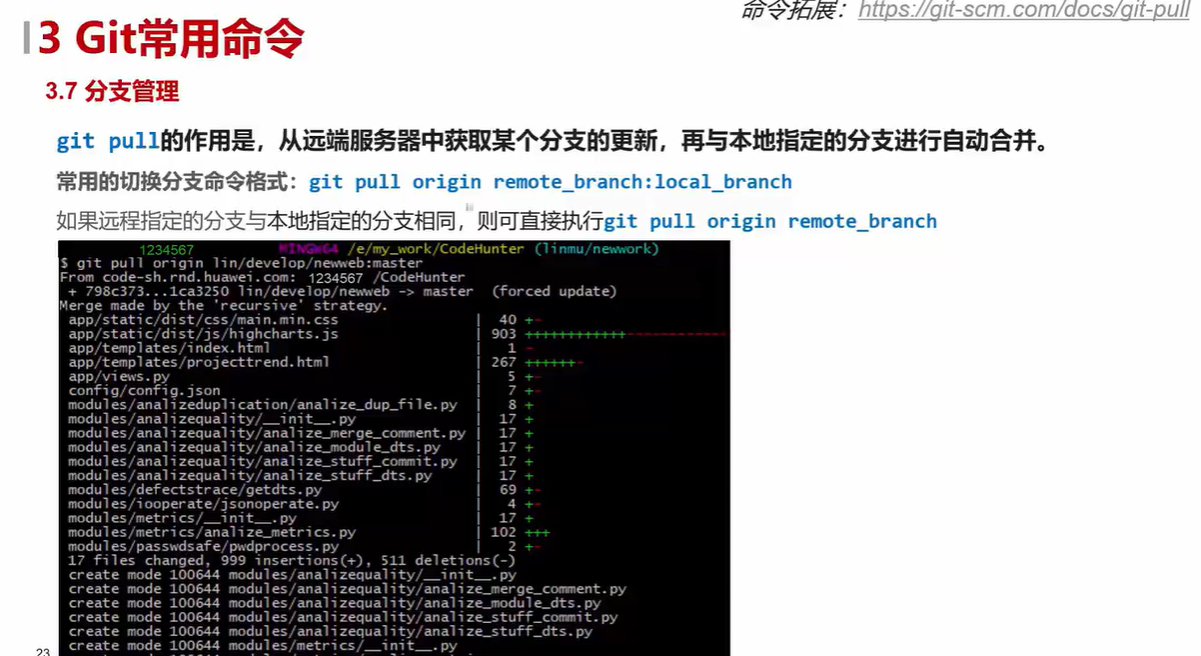 命令拓展：https://git-scm.com/docs/git-pull
3 Git常用命令
3.7 分支管理
git pull的作用是，从远端服务器中获取某个分支的更新，再与本地指定的分支进行自动合并。
常用的切换分支命令格式：git pull origin remote_branch:local_branch
如果远程指定的分支与本地指定的分支相同，则可直接执行git pull origin remote_branch
1234567 MINGW64 /e/my_work/CodeHunter (linmu/newwork)
$ git pull origin lin/develop/newweb:master
From code-sh.rnd.huawei.com: 1234567 /CodeHunter
+ 798c373...1ca3250 lin/develop/newweb -> master (forced update)
Merge made by the 'recursive' strategy.
app/static/dist/css/main.min.css | 40 +-
app/static/dist/js/highcharts.js | 903 ++++++++++++-------------
app/templates/index.html | 1 -
app/templates/projecttrend.html | 267 ++++++-
app/views.py | 5 +-
config/config.json | 7 +-
modules/analizeduplication/analize_dup_file.py | 8 +
modules/analizequality/__init__.py | 17 +
modules/analizequality/analize_merge_comment.py | 17 +
modules/analizequality/analize_module_dts.py | 17 +
modules/analizequality/analize_stuff_commit.py | 17 +
modules/analizequality/analize_stuff_dts.py | 17 +
modules/defectstrace/getdts.py | 69 +-
modules/iooperate/jsonoperate.py | 4 +-
modules/metrics/__init__.py | 17 +
modules/metrics/analize_metrics.py | 102 +++
modules/passwdsafe/pwdprocess.py | 2 +-
17 files changed, 999 insertions(+), 511 deletions(-)
create mode 100644 modules/analizequality/__init__.py
create mode 100644 modules/analizequality/analize_merge_comment.py
create mode 100644 modules/analizequality/analize_module_dts.py
create mode 100644 modules/analizequality/analize_stuff_commit.py
create mode 100644 modules/analizequality/analize_stuff_dts.py
create mode 100644 modules/metrics/__init__.py
23